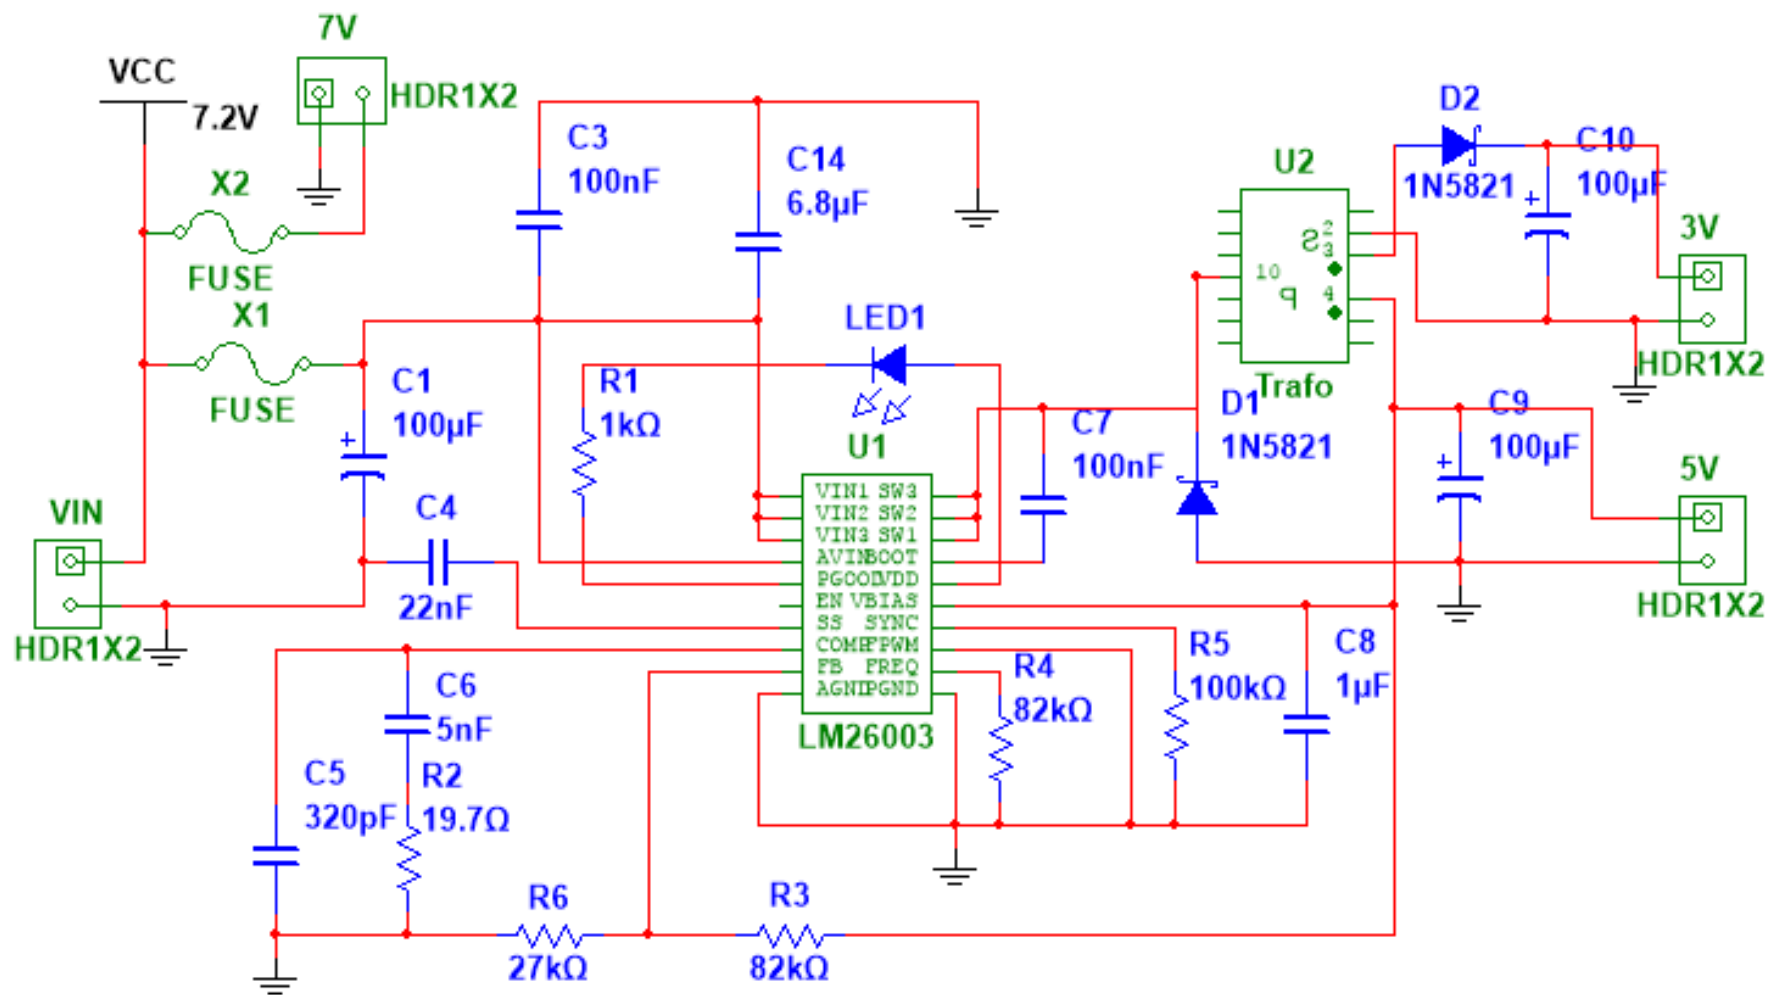 7V
HDR1X2
VCC
7.2V
X2
FUSE
X1
FUSE
C1
100µF
VIN
HDR1X2
C4
22nF
C3
100nF
C14
6.8µF
LED1
R1
1kΩ
U1
VIN1 SW3
VIN2 SW2
VIN3 SW1
AVIN BOOT
PGOOD VDD
EN VBIAS
SS SYNC
COMP FPWM
FB FREQ
AGND PGND
LM26003
C7
100nF
D1
1N5821
U2
S
2
3
10
P
4
Trafo
D2
1N5821
C10
100µF
3V
HDR1X2
C9
100µF
5V
HDR1X2
C6
5nF
C5
320pF
R2
19.7Ω
R6
27kΩ
R3
82kΩ
R4
82kΩ
R5
100kΩ
C8
1µF